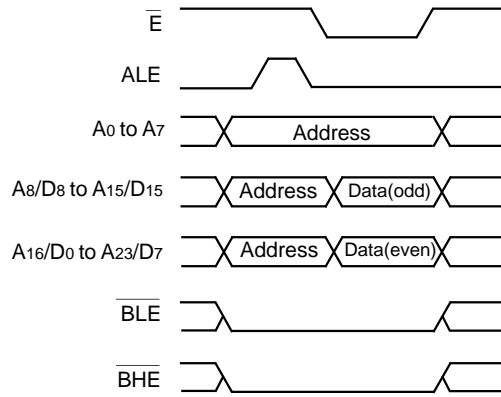 E
ALE
A0 to A7 Address
A8/D8 to A15/D15 Address Data(odd)
A16/D0 to A23/D7 Address Data(even)
BLE
BHE